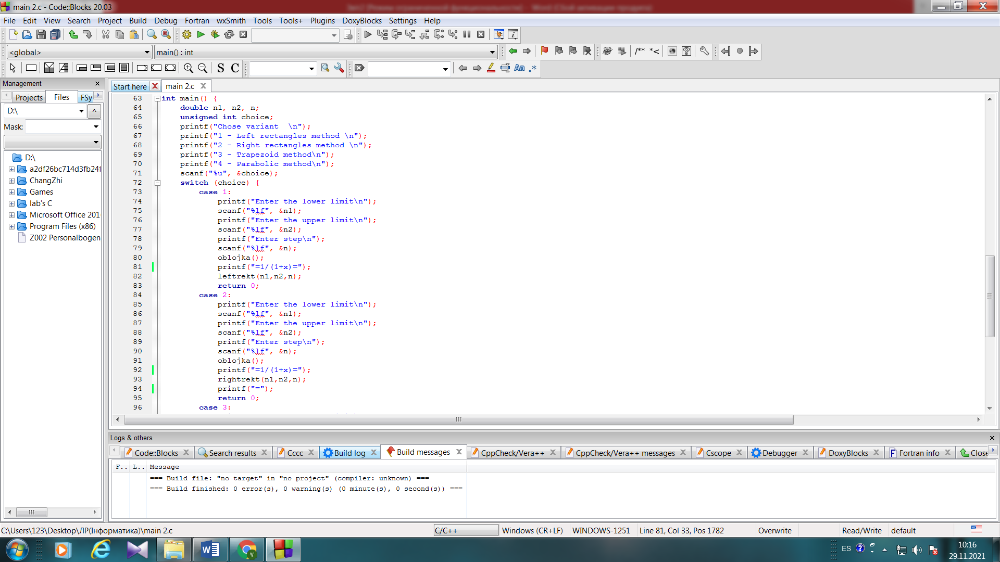 main 2.c - Code::Blocks 20.03
File Edit View Search Project Build Debug Fortran wxSmith Tools Tools+ Plugins DoxyBlocks Settings Help
<global> main() : int
/** *<
S C Aa .*
Management
Start here main 2.c
Projects Files FSy
D:\ ^
Mask:
D:\
a2df26bc714d3fb24f
ChangZhi
Games
lab's C
Microsoft Office 201
Program Files (x86)
Z002 Personalbogen
63 int main() {
64 double n1, n2, n;
65 unsigned int choice;
66 printf("Chose variant  \n");
67 printf("1 - Left rectangles method \n");
68 printf("2 - Right rectangles method \n");
69 printf("3 - Trapezoid method\n");
70 printf("4 - Parabolic method\n");
71 scanf("%u", &choice);
72 switch (choice) {
73 case 1:
74 printf("Enter the lower limit\n");
75 scanf("%lf", &n1);
76 printf("Enter the upper limit\n");
77 scanf("%lf", &n2);
78 printf("Enter step\n");
79 scanf("%lf", &n);
80 oblojka();
81 printf("=1/(1+x)=");
82 leftrekt(n1,n2,n);
83 return 0;
84 case 2:
85 printf("Enter the lower limit\n");
86 scanf("%lf", &n1);
87 printf("Enter the upper limit\n");
88 scanf("%lf", &n2);
89 printf("Enter step\n");
90 scanf("%lf", &n);
91 oblojka();
92 printf("=1/(1+x)=");
93 rightrekt(n1,n2,n);
94 printf("=");
95 return 0;
96 case 3:
Logs & others
Code::Blocks Search results Cccc Build log Build messages CppCheck/Vera++ CppCheck/Vera++ messages Cscope Debugger DoxyBlocks Fortran info Close
F.. L.. Message
=== Build file: "no target" in "no project" (compiler: unknown) ===
=== Build finished: 0 error(s), 0 warning(s) (0 minute(s), 0 second(s)) ===
C:\Users\123\Desktop\ЛР(Інформатика)\main 2.c C/C++ Windows (CR+LF) WINDOWS-1251 Line 81, Col 33, Pos 1782 Overwrite Read/Write default
ES 10:16
29.11.2021